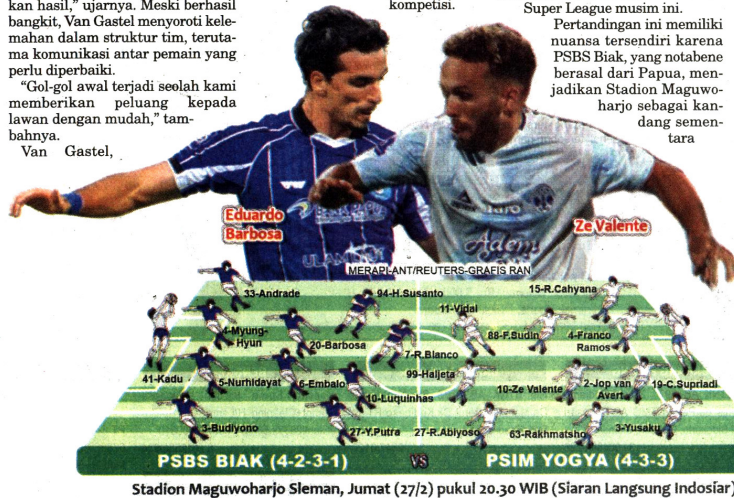 kan hasil," ujarnya. Meski berhasil
bangkit, Van Gastel menyoroti kele-
mahan dalam struktur tim, teruta-
ma komunikasi antar pemain yang
perlu diperbaiki.
"Gol-gol awal terjadi seolah kami
memberikan peluang kepada
lawan dengan mudah," tam-
bahnya.
Van Gastel,
kompetisi.
Super League musim ini.
Pertandingan ini memiliki
nuansa tersendiri karena
PSBS Biak, yang notabene
berasal dari Papua, men-
jadikan Stadion Maguwo-
harjo sebagai kan-
dang semen-
tara
Eduardo
Barbosa
Ze Valente
Adem
ULAM
MERAPI-ANT/REUTERS-GRAFIS RAN
33-Andrade
94-H.Susanto
15-R.Cahyana
11-Vidal
4-Myung-
Hyun
20-Barbosa
88-F.Sudin
4-Franco
Ramos
7-R.Blanco
41-Kadu
5-Nurhidayat
6-Embalo
99-Haljeta
10-Luquinhas
10-Ze Valente
2-Jop van
Avert
19-C.Supriadi
3-Budiyono
27-Y.Putra
27-R.Abiyoso
63-Rakhmatsho
3-Yusaku
PSBS BIAK (4-2-3-1)
VS
PSIM YOGYA (4-3-3)
Stadion Maguwoharjo Sleman, Jumat (27/2) pukul 20.30 WIB (Siaran Langsung Indosiar)